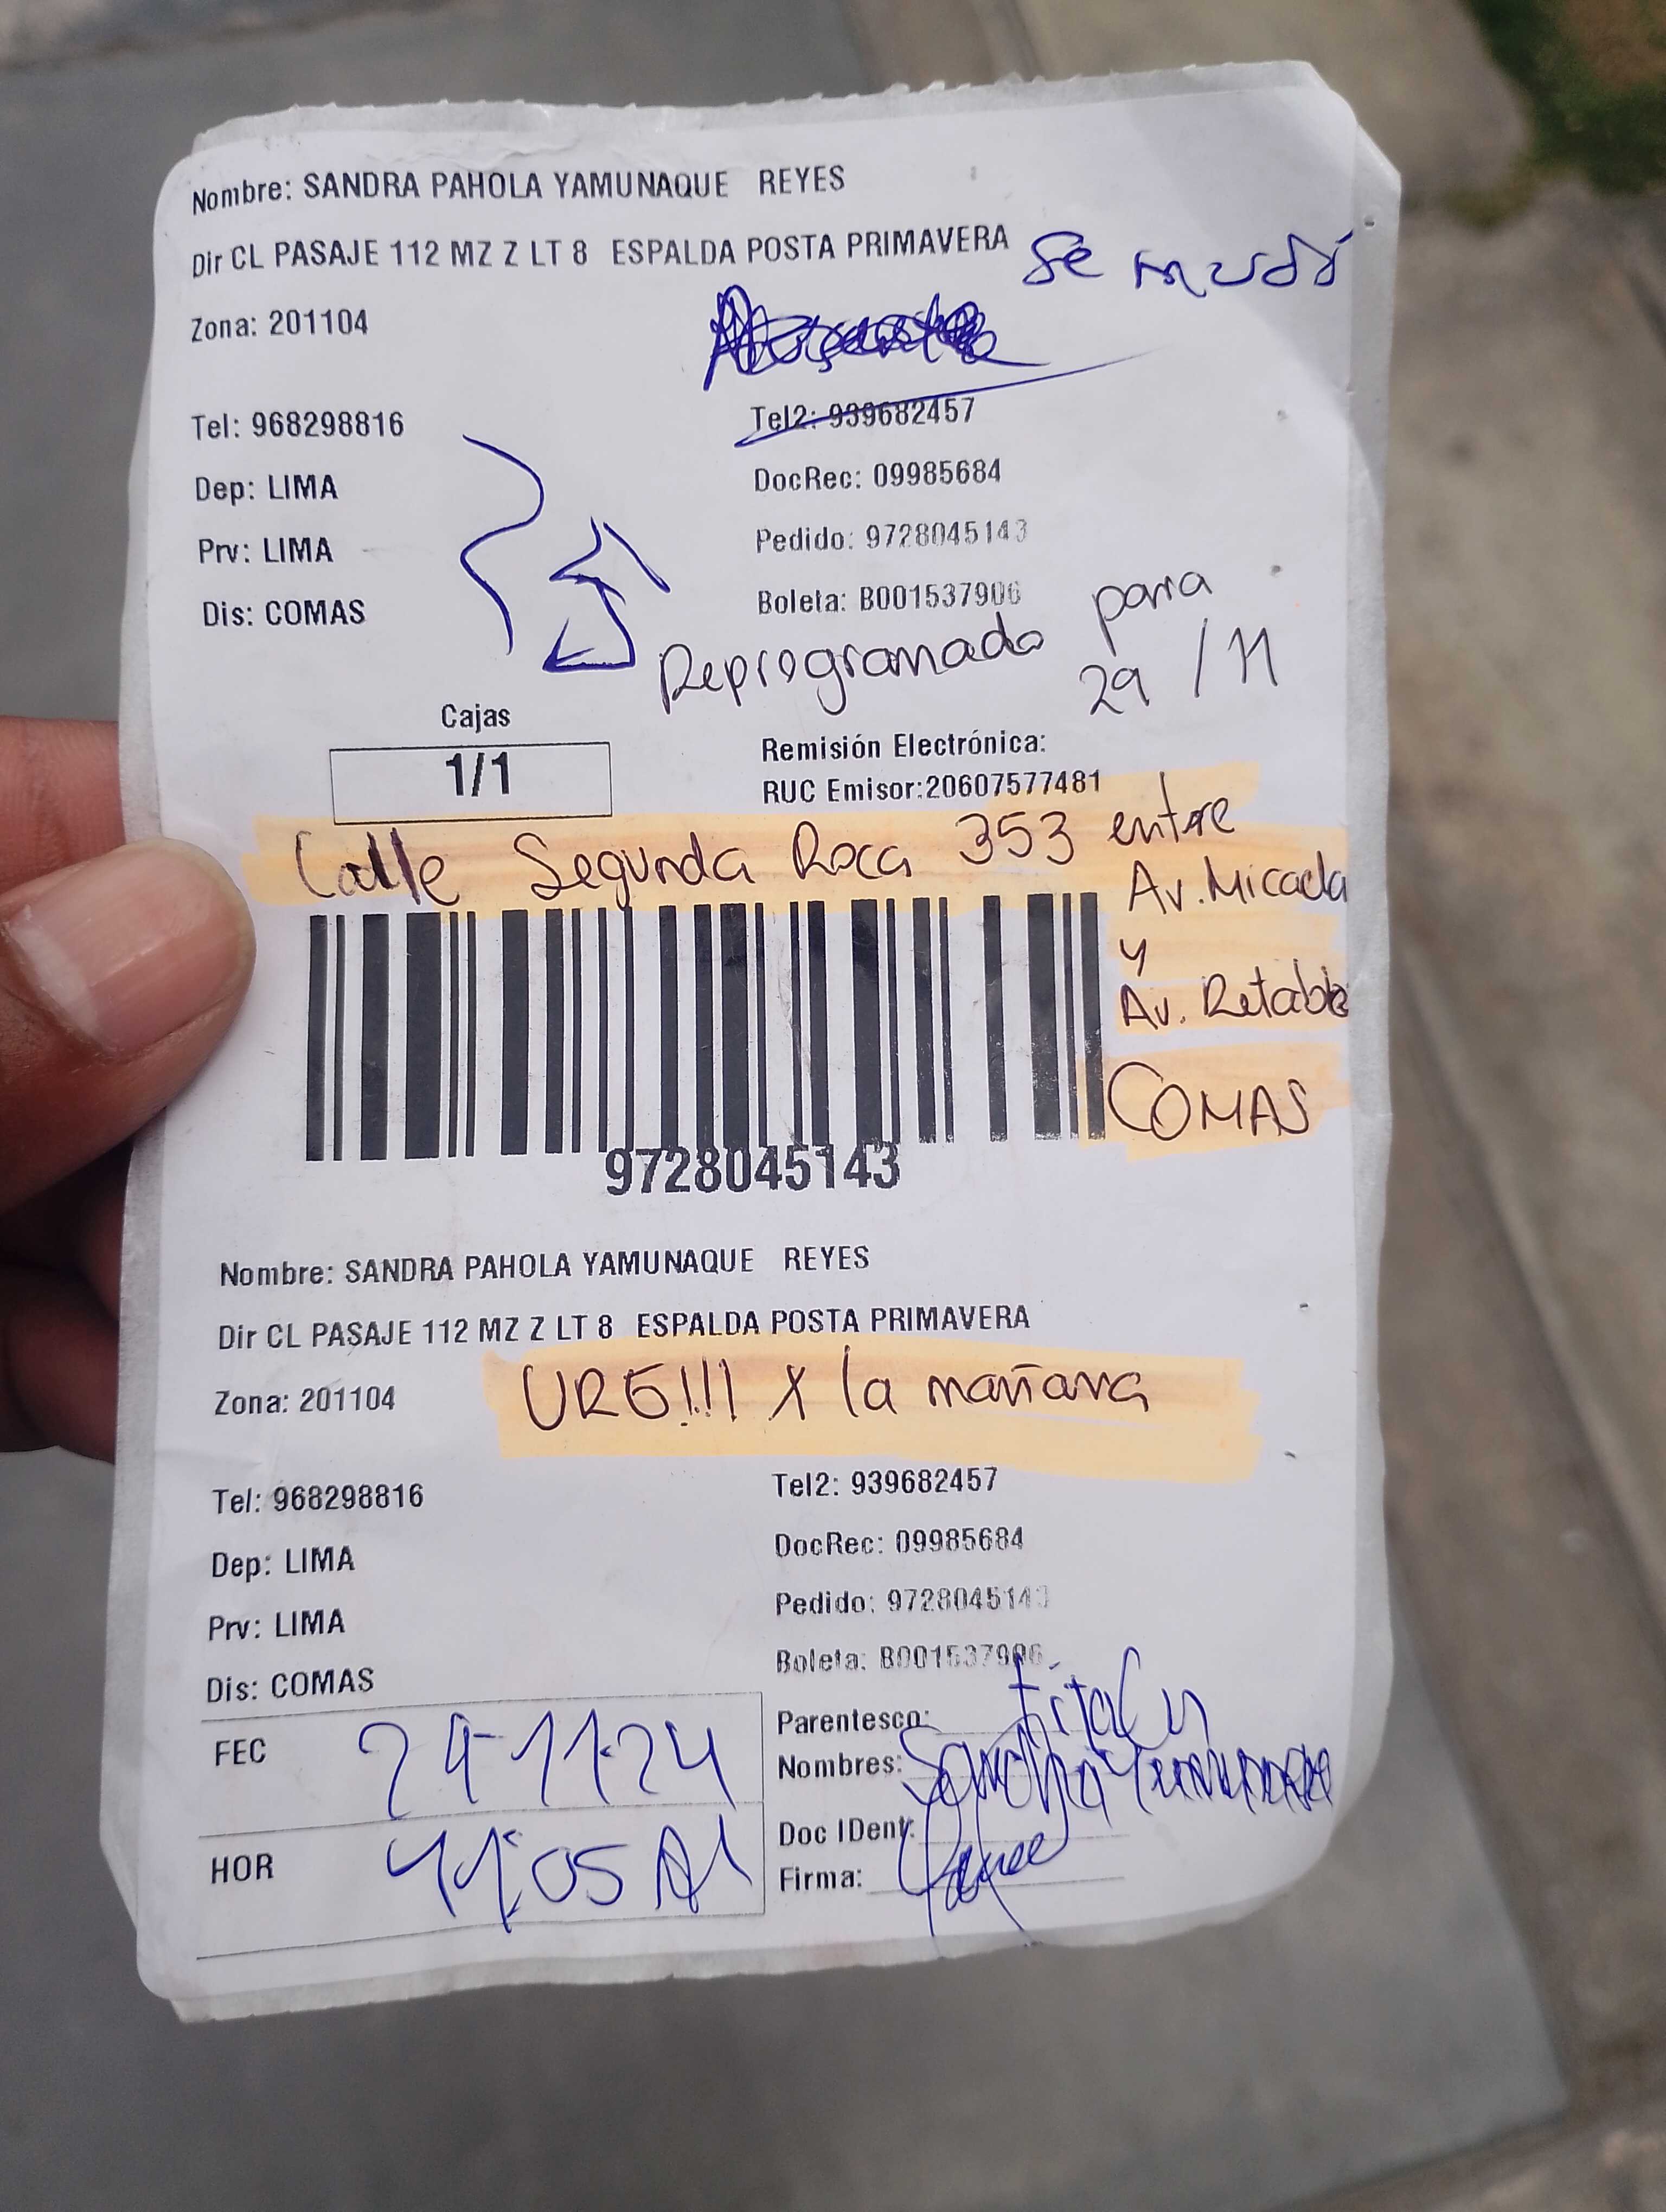 Nombre: SANDRA PAHOLA YAMUNAQUE REYES
Dir CL PASAJE 112 MZ Z LT 8 ESPALDA POSTA PRIMAVERA
Se mudó
Zona: 201104
Tel: 968298816
Tel2: 939682457
Dep: LIMA
DocRec: 09985684
Prv: LIMA
Pedido: 9728045143
Dis: COMAS
Boleta: B001537906
Reprogramado para
29/11
Cajas
1/1
Remisión Electrónica:
RUC Emisor:20607577481
Calle Segunda Roca 353 entre
Av. Micaela
y
Av. Retablo
COMAS
9728045143
Nombre: SANDRA PAHOLA YAMUNAQUE REYES
Dir CL PASAJE 112 MZ Z LT 8 ESPALDA POSTA PRIMAVERA
Zona: 201104
URG!!! X la mañana
Tel: 968298816
Tel2: 939682457
Dep: LIMA
DocRec: 09985684
Prv: LIMA
Pedido: 9728045143
Dis: COMAS
Boleta: B001537906
FEC 29-11-24
Parentesco:
Nombres: Sandra Yamunaque
HOR 11:05 AM
Doc IDent:
Firma: